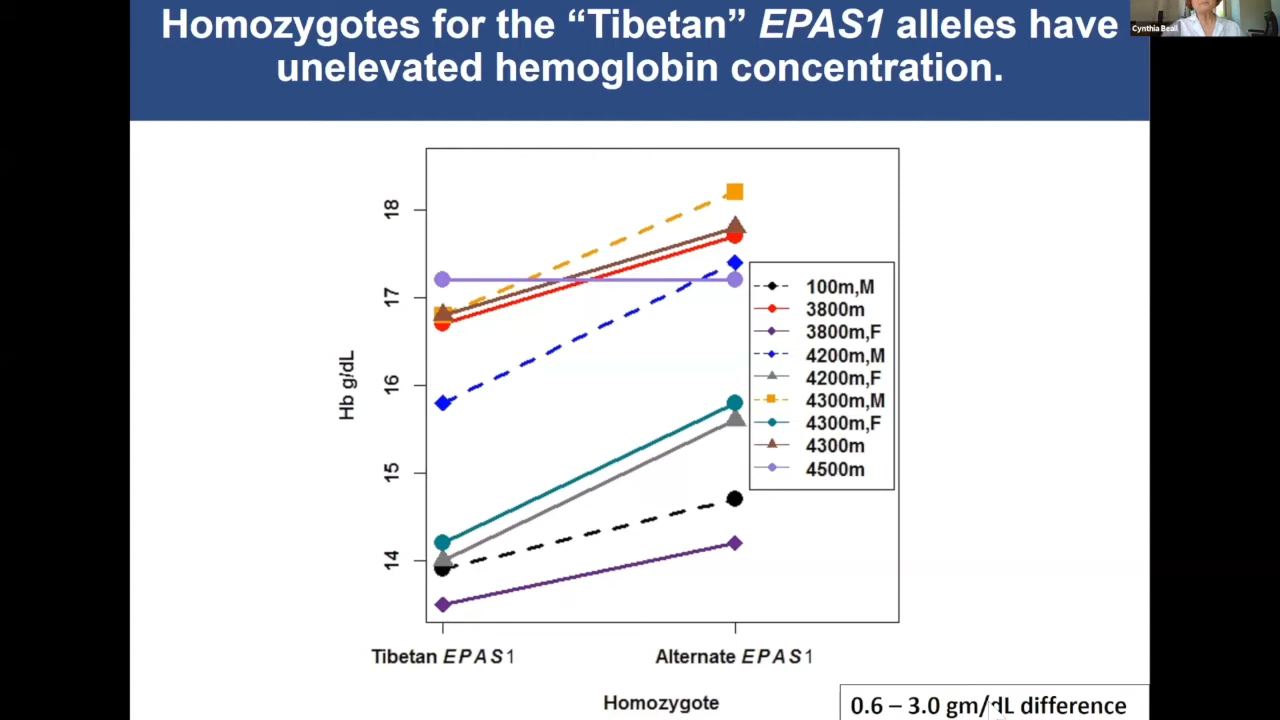 Homozygotes for the “Tibetan” EPAS1 alleles have
unelevated hemoglobin concentration.
Cynthia Beall
18
17
16
15
14
Hb g/dL
100m,M
3800m
3800m,F
4200m,M
4200m,F
4300m,M
4300m,F
4300m
4500m
Tibetan EPAS1
Alternate EPAS1
Homozygote
0.6 – 3.0 gm/dL difference